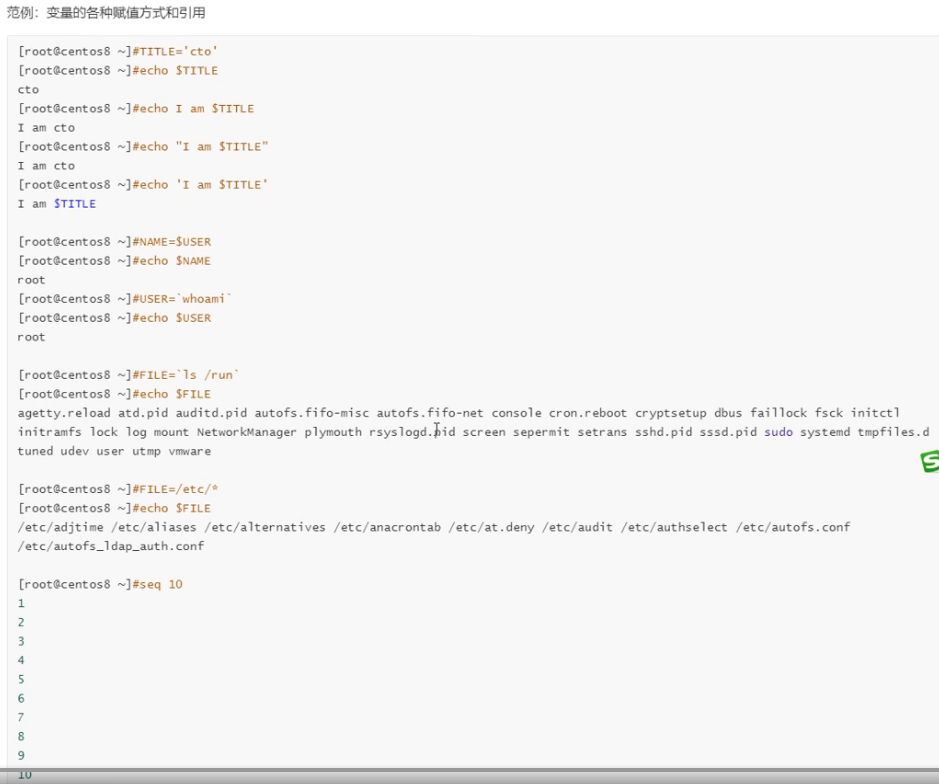 范例：变量的各种赋值方式和引用
[root@centos8 ~]#TITLE='cto'
[root@centos8 ~]#echo $TITLE
cto
[root@centos8 ~]#echo I am $TITLE
I am cto
[root@centos8 ~]#echo "I am $TITLE"
I am cto
[root@centos8 ~]#echo 'I am $TITLE'
I am $TITLE
[root@centos8 ~]#NAME=$USER
[root@centos8 ~]#echo $NAME
root
[root@centos8 ~]#USER=`whoami`
[root@centos8 ~]#echo $USER
root
[root@centos8 ~]#FILE=`ls /run`
[root@centos8 ~]#echo $FILE
agetty.reload atd.pid auditd.pid autofs.fifo-misc autofs.fifo-net console cron.reboot cryptsetup dbus faillock fsck initctl
initramfs lock log mount NetworkManager plymouth rsyslogd.pid screen sepermit setrans sshd.pid sssd.pid sudo systemd tmpfiles.d
tuned udev user utmp vmware
[root@centos8 ~]#FILE=/etc/*
[root@centos8 ~]#echo $FILE
/etc/adjtime /etc/aliases /etc/alternatives /etc/anacrontab /etc/at.deny /etc/audit /etc/authselect /etc/autofs.conf
/etc/autofs_ldap_auth.conf
[root@centos8 ~]#seq 10
1
2
3
4
5
6
7
8
9
10